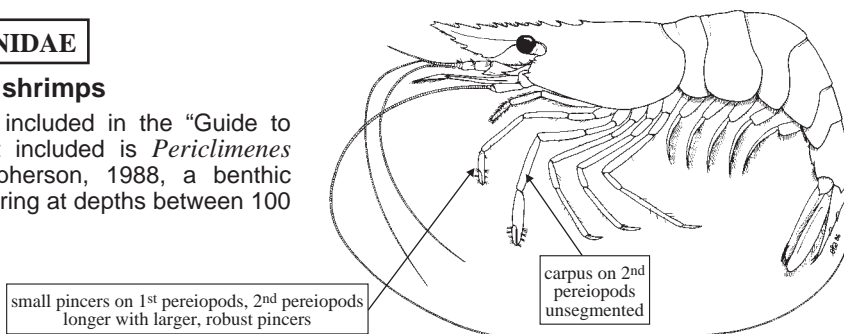 NIDAE
shrimps
included in the “Guide to
included is Periclimenes
pherson, 1988, a benthic
ring at depths between 100
small pincers on 1st pereiopods, 2nd pereiopods
longer with larger, robust pincers
carpus on 2nd
pereiopods
unsegmented